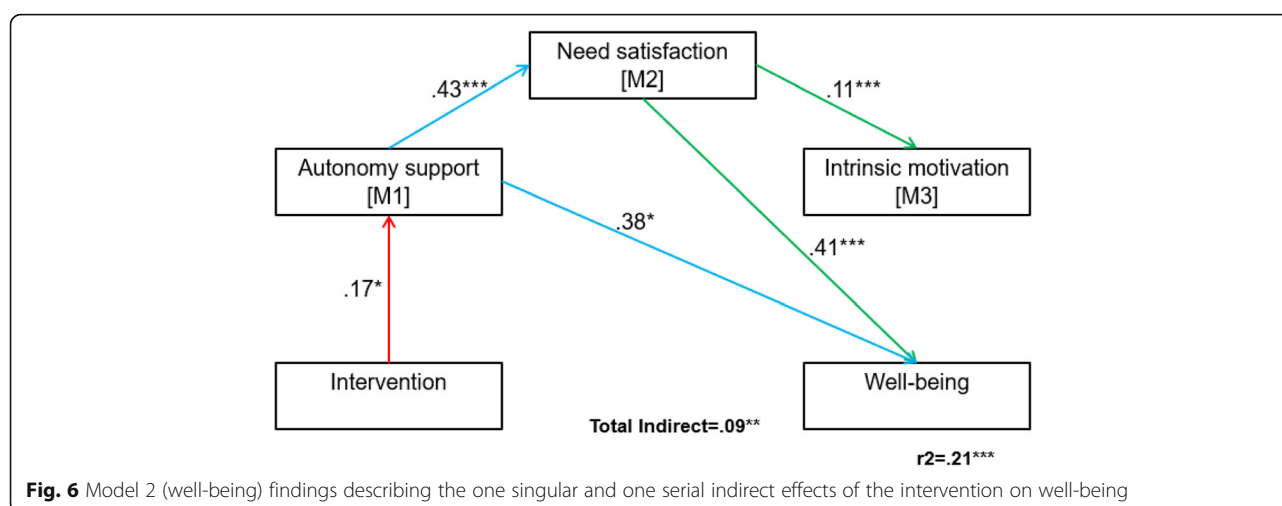 Need satisfaction
[M2]
.43***
.11***
Autonomy support
[M1]
Intrinsic motivation
[M3]
.38*
.41***
.17*
Intervention
Well-being
Total Indirect=.09**
r2=.21***
Fig. 6 Model 2 (well-being) findings describing the one singular and one serial indirect effects of the intervention on well-being